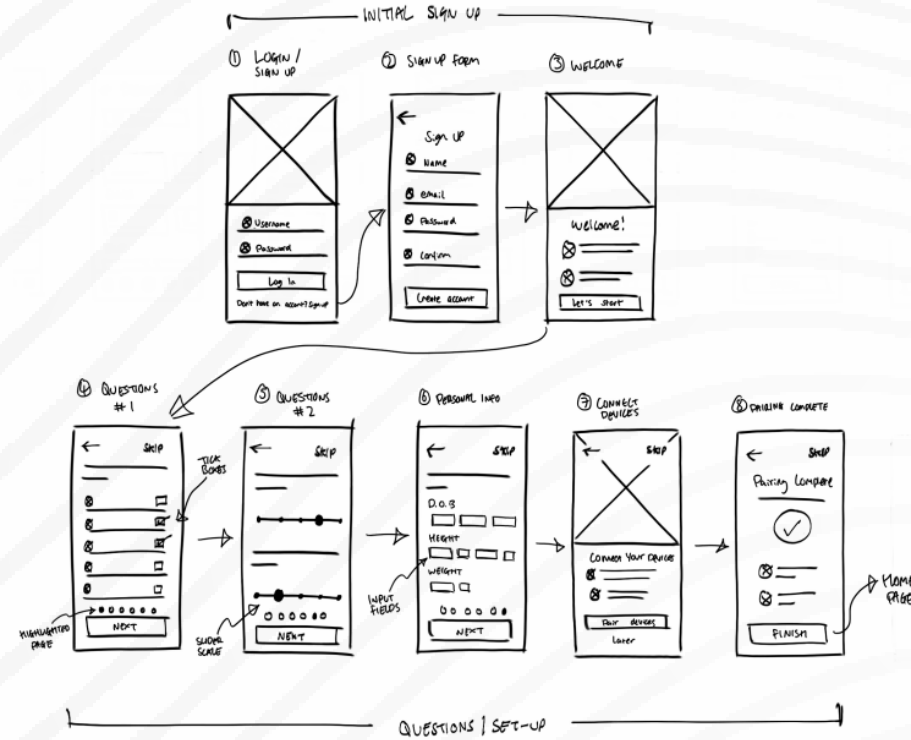 INITIAL SIGN UP
① LOGIN /
SIGN UP
Username
Password
Log In
Don't have an account? Sign up
② SIGN UP FORM
Sign UP
Name
email
Password
Confirm
Create account
③ WELCOME
Welcome!
Let's start
④ QUESTIONS
#1
SKIP
TICK
BOXES
HIGHLIGHTED
PAGE
NEXT
⑤ QUESTIONS
#2
SKIP
SLIDER
SCALE
NEXT
⑥ PERSONAL INFO
SKIP
D.O.B
HEIGHT
WEIGHT
INPUT
FIELDS
NEXT
⑦ CONNECT
DEVICES
SKIP
Connect Your Devices
Pair devices
Later
⑧ PAIRING COMPLETE
SKIP
Pairing Complete
FINISH
HOME
PAGE
QUESTIONS / SET-UP